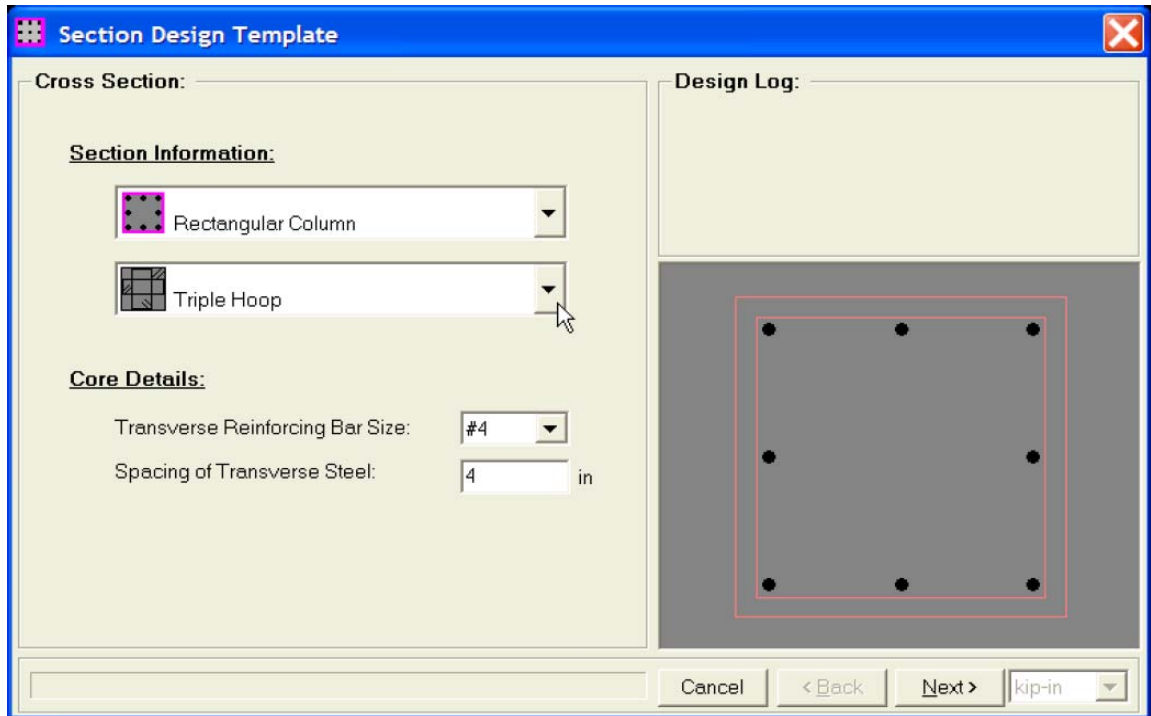 Section Design Template
Cross Section:
Section Information:
Rectangular Column
Triple Hoop
Core Details:
Transverse Reinforcing Bar Size: #4
Spacing of Transverse Steel: 4 in
Design Log:
Cancel < Back Next > kip-in